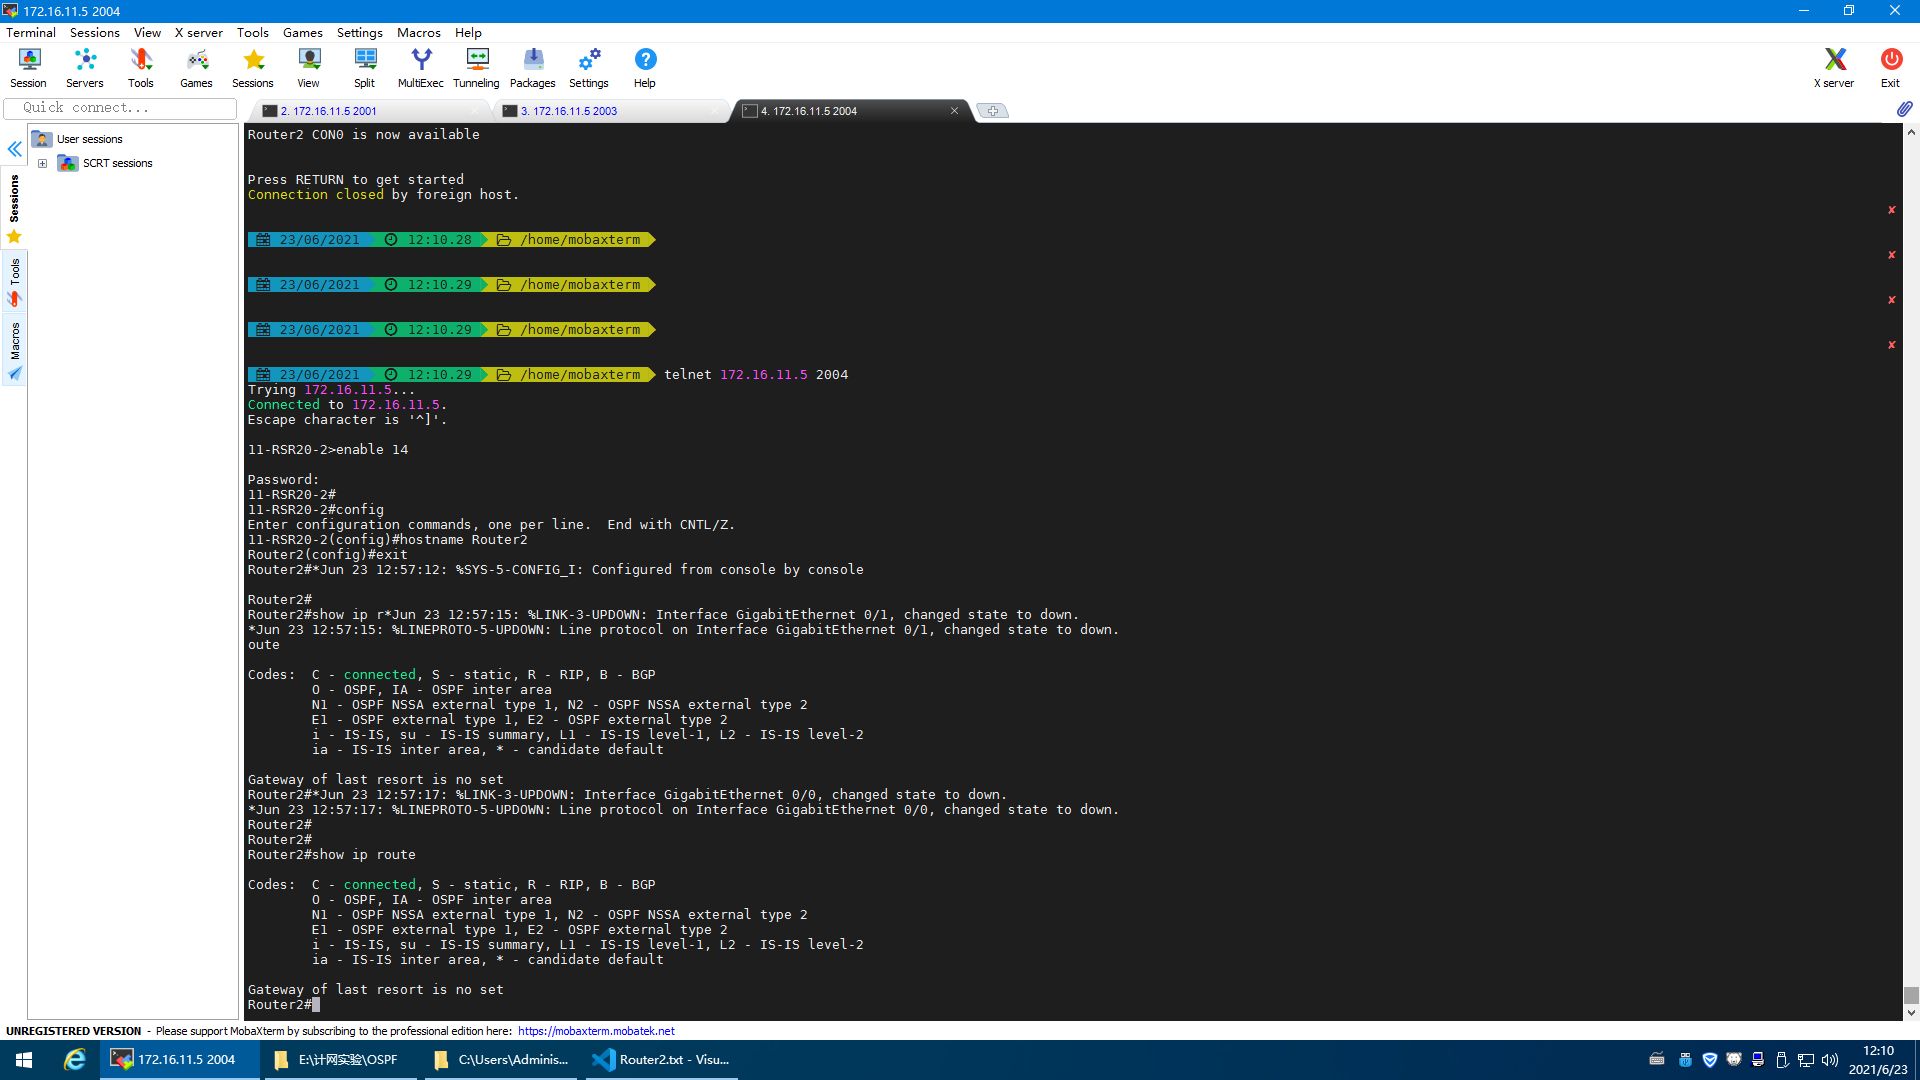 172.16.11.5 2004
Terminal Sessions View X server Tools Games Settings Macros Help
Session Servers Tools Games Sessions View Split MultiExec Tunneling Packages Settings Help X server Exit
Quick connect...
2. 172.16.11.5 2001
3. 172.16.11.5 2003
4. 172.16.11.5 2004
User sessions
SCRT sessions
Sessions
Tools
Macros
Router2 CON0 is now available
Press RETURN to get started
Connection closed by foreign host.
23/06/2021 12:10.28 /home/mobaxterm
23/06/2021 12:10.29 /home/mobaxterm
23/06/2021 12:10.29 /home/mobaxterm
23/06/2021 12:10.29 /home/mobaxterm telnet 172.16.11.5 2004
Trying 172.16.11.5...
Connected to 172.16.11.5.
Escape character is '^]'.
11-RSR20-2>enable 14
Password:
11-RSR20-2#
11-RSR20-2#config
Enter configuration commands, one per line.  End with CNTL/Z.
11-RSR20-2(config)#hostname Router2
Router2(config)#exit
Router2#*Jun 23 12:57:12: %SYS-5-CONFIG_I: Configured from console by console
Router2#
Router2#show ip r*Jun 23 12:57:15: %LINK-3-UPDOWN: Interface GigabitEthernet 0/1, changed state to down.
*Jun 23 12:57:15: %LINEPROTO-5-UPDOWN: Line protocol on Interface GigabitEthernet 0/1, changed state to down.
oute
Codes:  C - connected, S - static, R - RIP, B - BGP
O - OSPF, IA - OSPF inter area
N1 - OSPF NSSA external type 1, N2 - OSPF NSSA external type 2
E1 - OSPF external type 1, E2 - OSPF external type 2
i - IS-IS, su - IS-IS summary, L1 - IS-IS level-1, L2 - IS-IS level-2
ia - IS-IS inter area, * - candidate default
Gateway of last resort is no set
Router2#*Jun 23 12:57:17: %LINK-3-UPDOWN: Interface GigabitEthernet 0/0, changed state to down.
*Jun 23 12:57:17: %LINEPROTO-5-UPDOWN: Line protocol on Interface GigabitEthernet 0/0, changed state to down.
Router2#
Router2#
Router2#show ip route
Codes:  C - connected, S - static, R - RIP, B - BGP
O - OSPF, IA - OSPF inter area
N1 - OSPF NSSA external type 1, N2 - OSPF NSSA external type 2
E1 - OSPF external type 1, E2 - OSPF external type 2
i - IS-IS, su - IS-IS summary, L1 - IS-IS level-1, L2 - IS-IS level-2
ia - IS-IS inter area, * - candidate default
Gateway of last resort is no set
Router2#
UNREGISTERED VERSION - Please support MobaXterm by subscribing to the professional edition here: https://mobaxterm.mobatek.net
172.16.11.5 2004
E:\计网实验\OSPF
C:\Users\Adminis...
Router2.txt - Visu...
12:10
2021/6/23